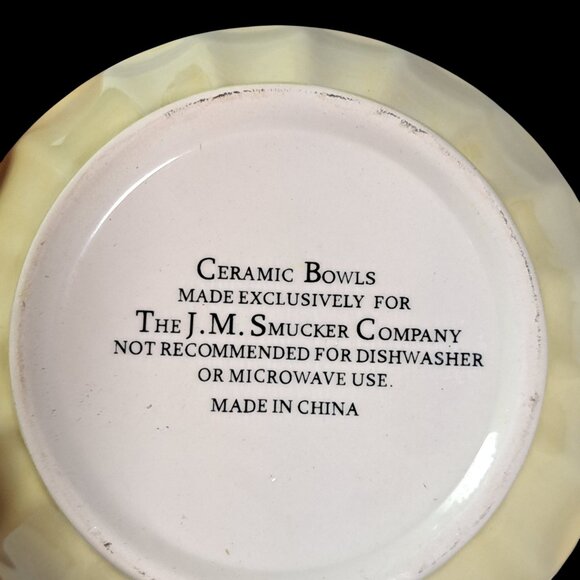 CERAMIC BOWLS
MADE EXCLUSIVELY FOR
THE J.M. SMUCKER COMPANY
NOT RECOMMENDED FOR DISHWASHER
OR MICROWAVE USE.
MADE IN CHINA